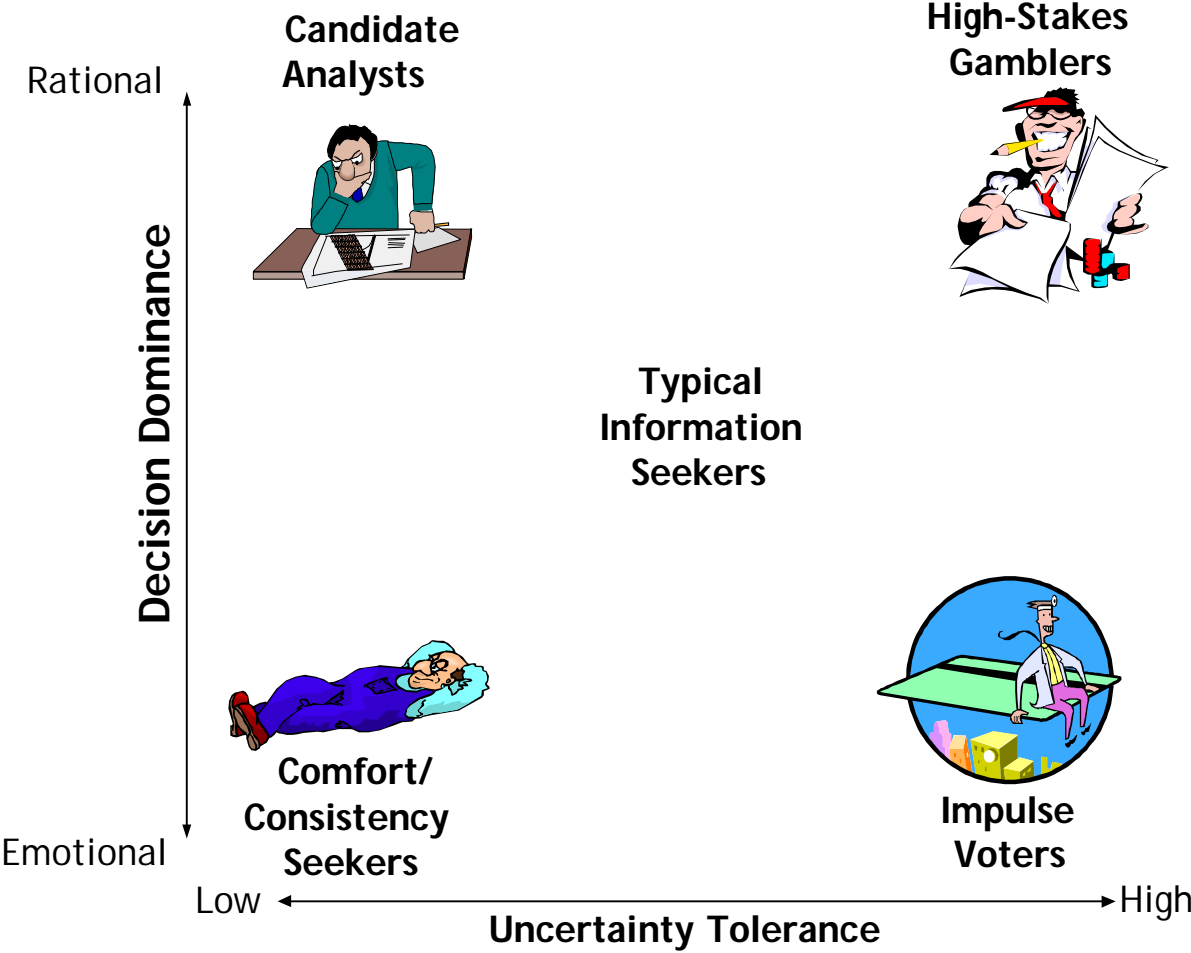 Candidate
Analysts
High-Stakes
Gamblers
Rational
Decision Dominance
Typical
Information
Seekers
Comfort/
Consistency
Seekers
Impulse
Voters
Emotional
Low
High
Uncertainty Tolerance